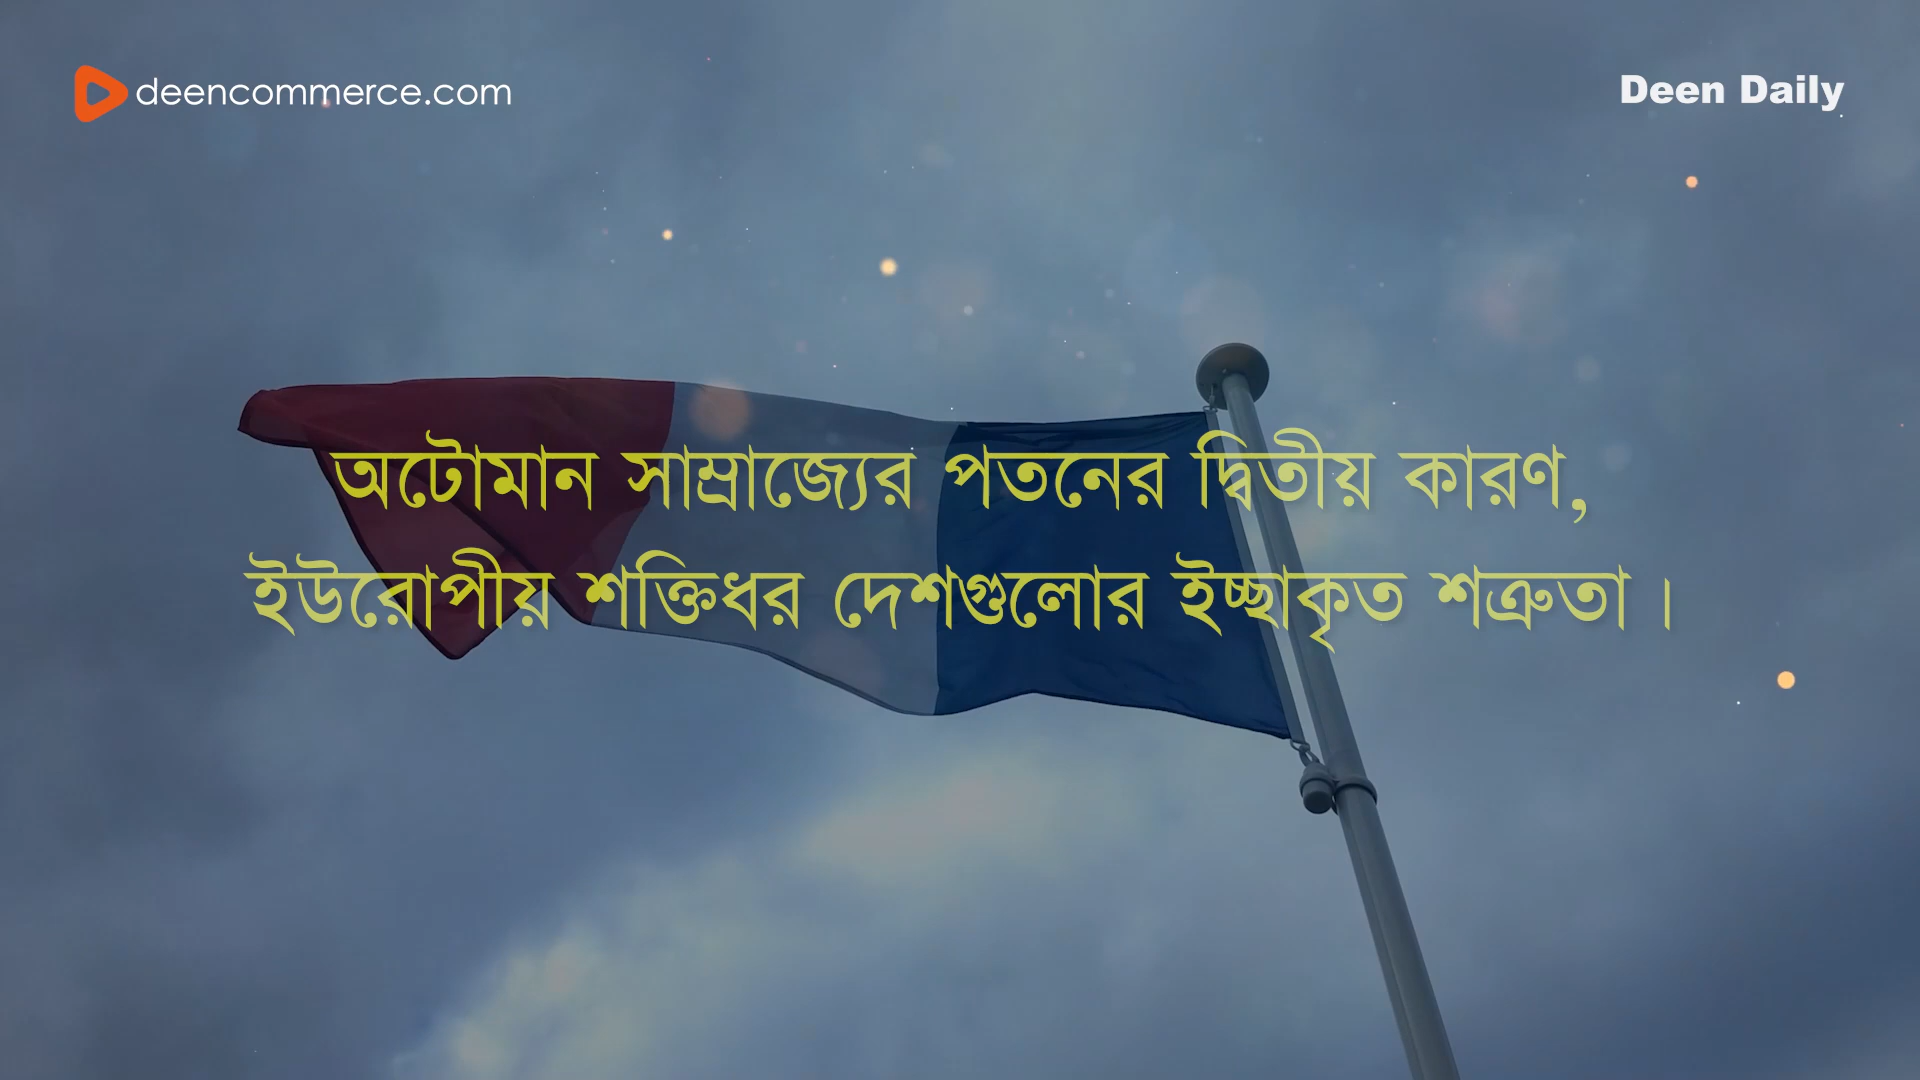 deencommerce.com
Deen Daily
অটোমান সাম্রাজ্যের পতনের দ্বিতীয় কারণ,
ইউরোপীয় শক্তিধর দেশগুলোর ইচ্ছাকৃত শত্রুতা।